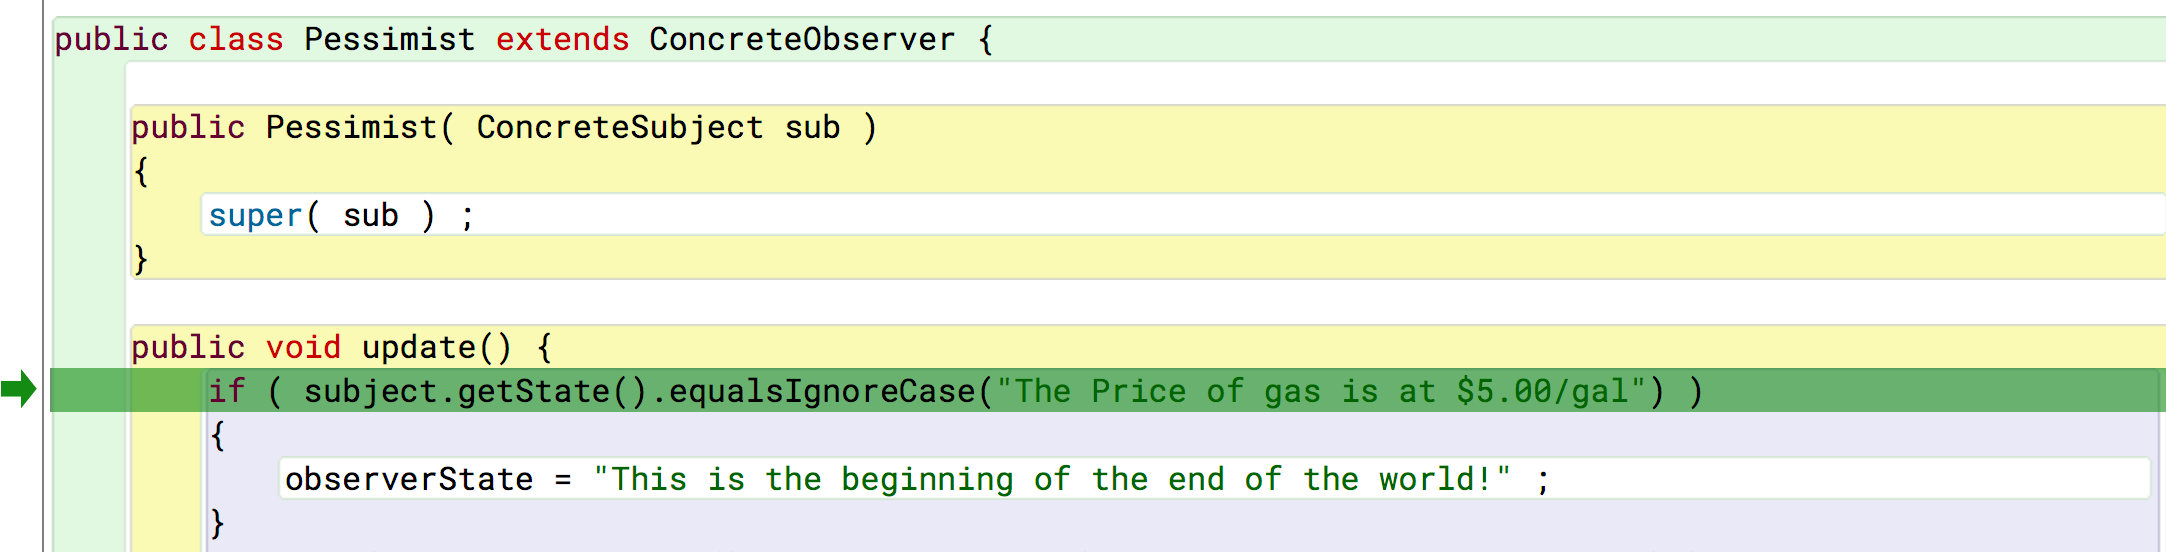 public class Pessimist extends ConcreteObserver {
public Pessimist( ConcreteSubject sub )
{
super( sub ) ;
}
public void update() {
if ( subject.getState().equalsIgnoreCase("The Price of gas is at $5.00/gal") )
{
observerState = "This is the beginning of the end of the world!" ;
}